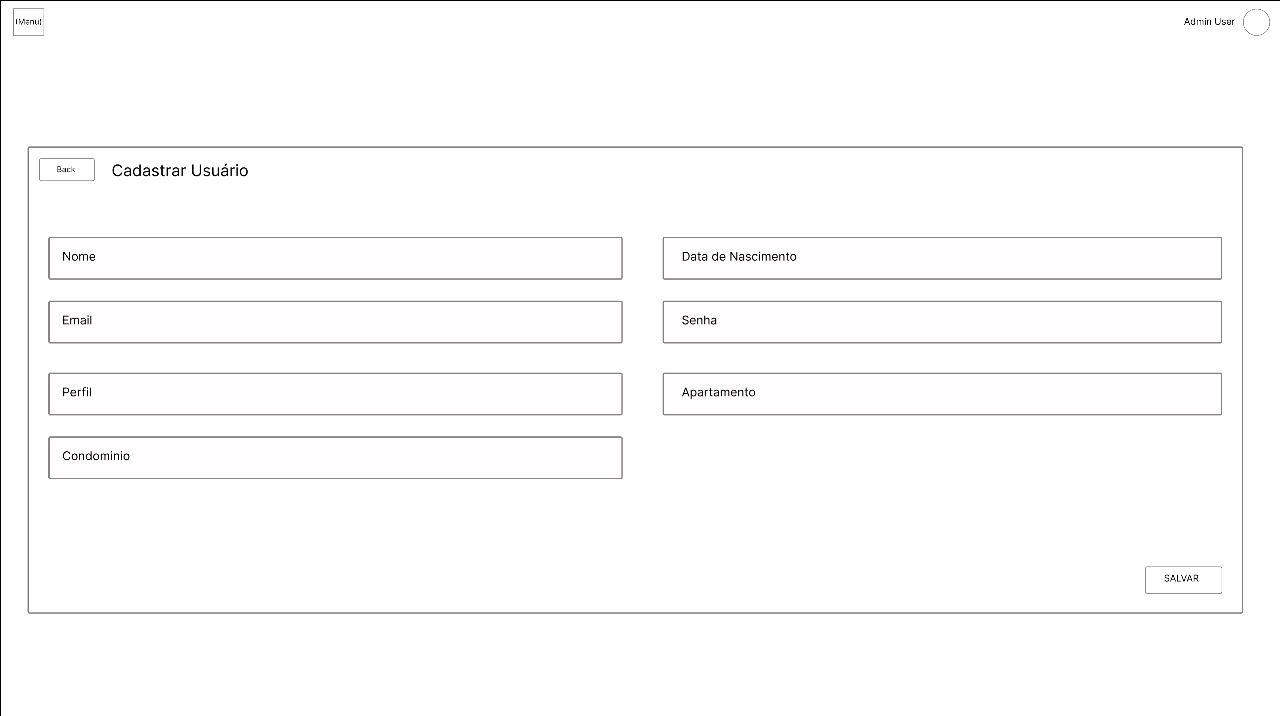 (Menu)
Admin User
Back
Cadastrar Usuário
Nome
Data de Nascimento
Email
Senha
Perfil
Apartamento
Condominio
SALVAR